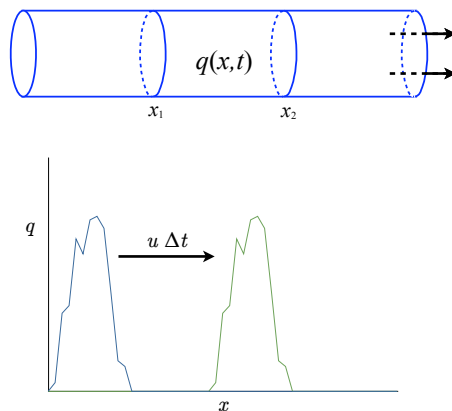 q(x,t)
x₁ x₂
q
u Δt
x